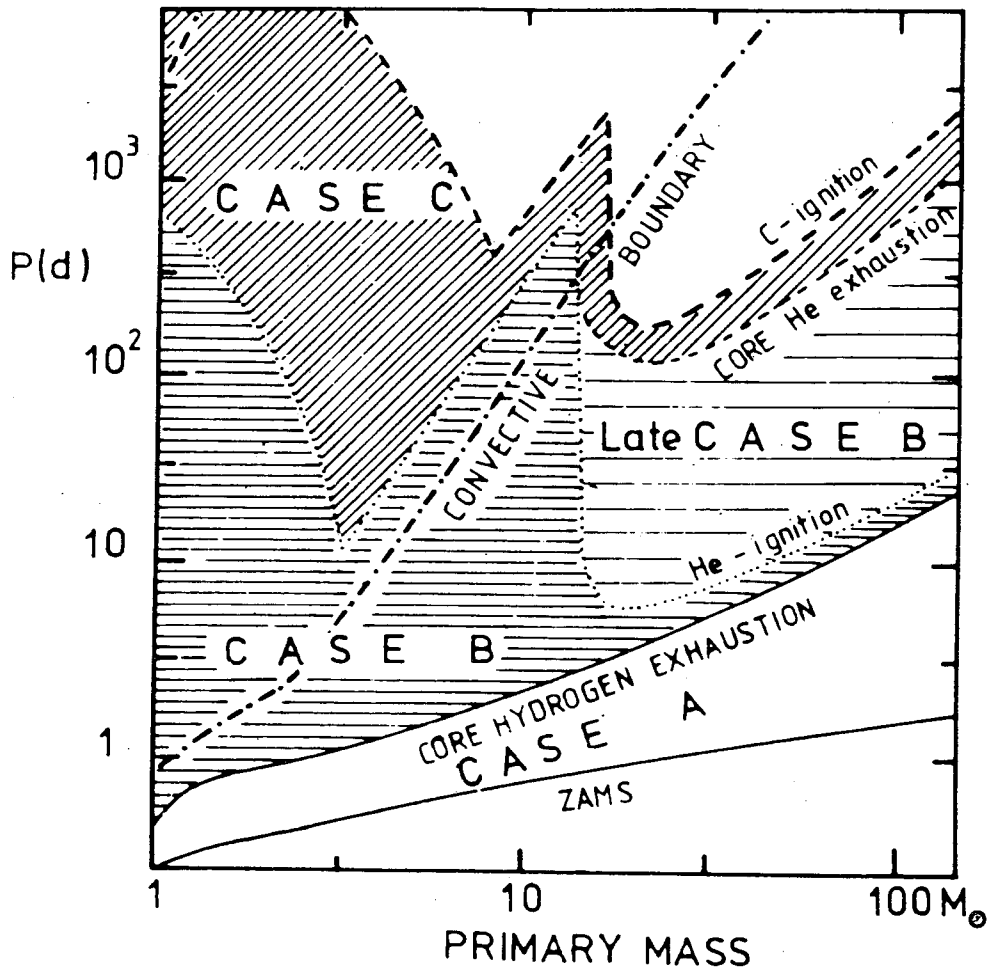 10³
CASE C
BOUNDARY
C-ignition
P(d)
CORE He exhaustion
10²
CONVECTIVE
Late CASE B
10
He-ignition
CASE B
CORE HYDROGEN EXHAUSTION
1
CASE A
ZAMS
1
10
100 M⊙
PRIMARY MASS